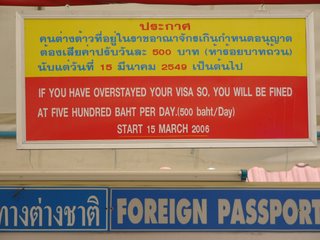 ประกาศ
คนต่างด้าวที่อยู่ในราชอาณาจักรเกินกำหนดอนุญาต
ต้องเสียค่าปรับวันละ 500 บาท (ห้าร้อยบาทถ้วน)
นับแต่วันที่ 15 มีนาคม 2549 เป็นต้นไป
IF YOU HAVE OVERSTAYED YOUR VISA SO. YOU WILL BE FINED
AT FIVE HUNDRED BAHT PER DAY.(500 baht/Day)
START 15 MARCH 2006
ทางต่างชาติ FOREIGN PASSPORT